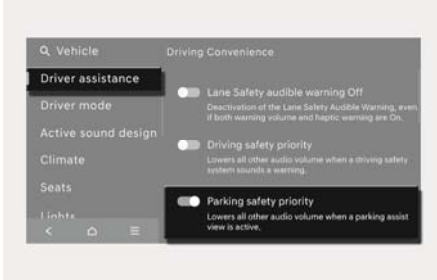 Vehicle
Driving Convenience
Driver assistance
Driver mode
Active sound design
Climate
Seats
Lights
Lane Safety audible warning Off
Deactivation of the Lane Safety Audible Warning, even
if both warning volume and haptic warning are On.
Driving safety priority
Lowers all other audio volume when a driving safety
system sounds a warning.
Parking safety priority
Lowers all other audio volume when a parking assist
view is active.